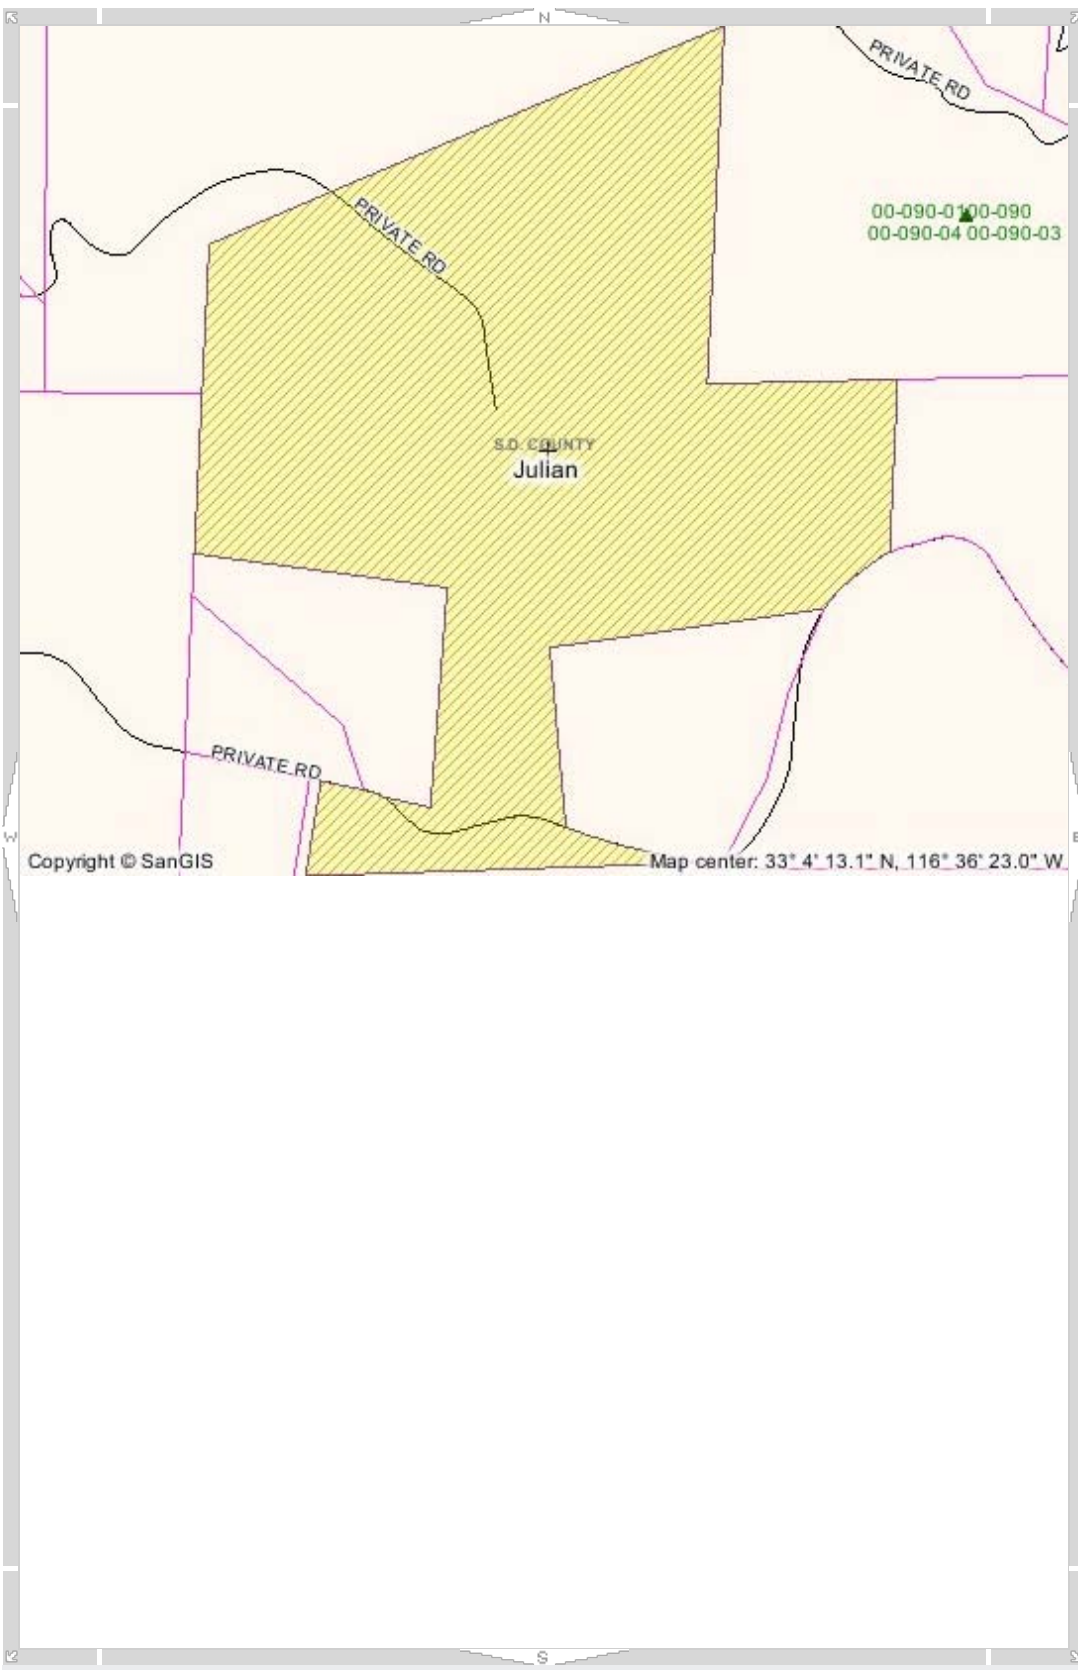 N
PRIVATE RD
PRIVATE RD
00-090-0100-090
00-090-04 00-090-03
S.D. COUNTY
Julian
PRIVATE RD
W
E
Copyright © SanGIS
Map center: 33° 4' 13.1" N, 116° 36' 23.0" W
S